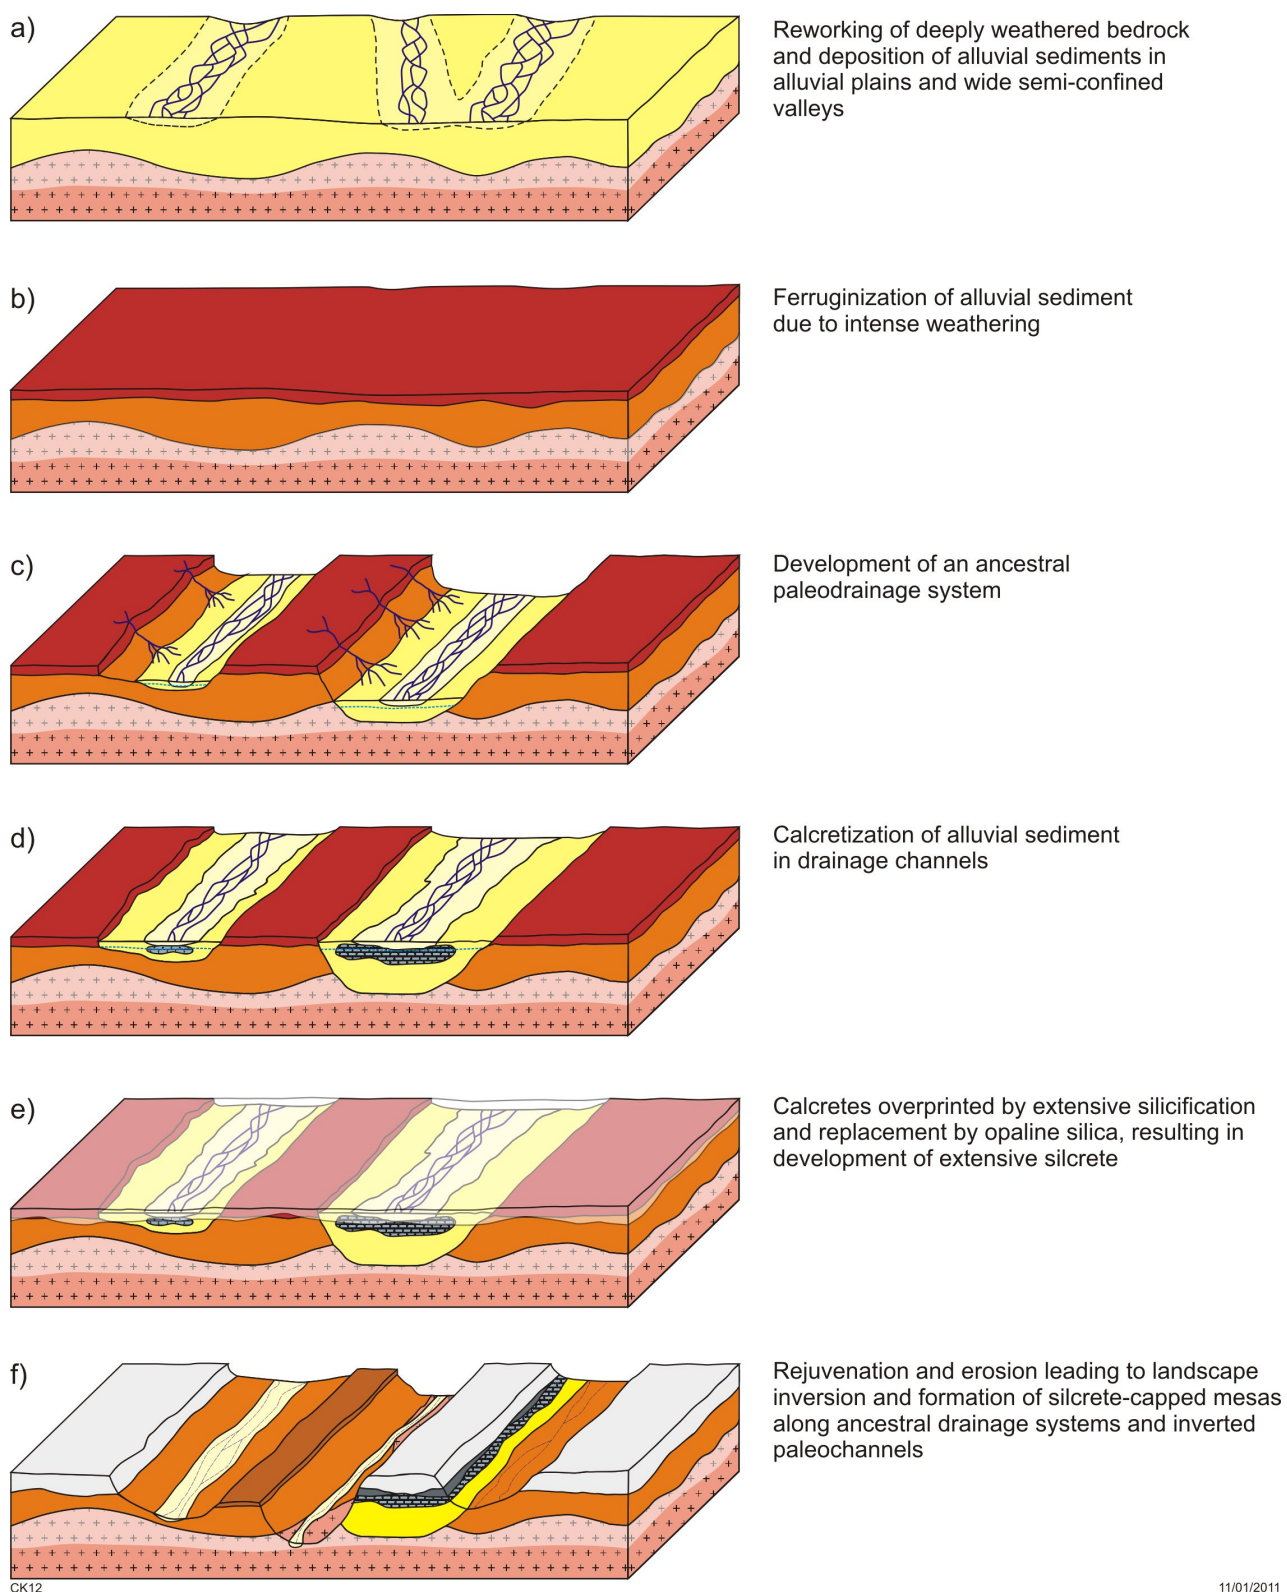 a)
Reworking of deeply weathered bedrock
and deposition of alluvial sediments in
alluvial plains and wide semi-confined
valleys
b)
Ferruginization of alluvial sediment
due to intense weathering
c)
Development of an ancestral
paleodrainage system
d)
Calcretization of alluvial sediment
in drainage channels
e)
Calcretes overprinted by extensive silicification
and replacement by opaline silica, resulting in
development of extensive silcrete
f)
Rejuvenation and erosion leading to landscape
inversion and formation of silcrete-capped mesas
along ancestral drainage systems and inverted
paleochannels
CK12
11/01/2011